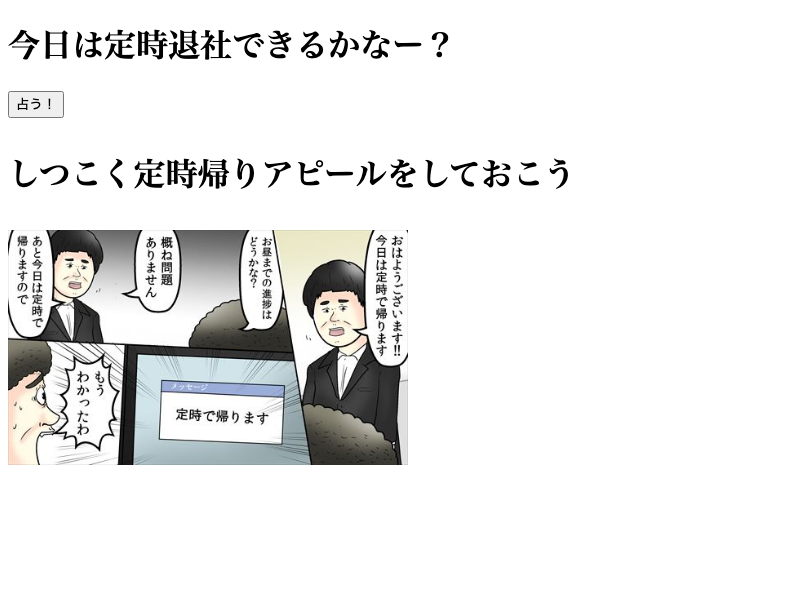 今日は定時退社できるかなー？
占う！
しつこく定時帰りアピールをしておこう
おはようございます!!
今日は定時で帰ります
お昼までの進捗は
どうかな？
概ね問題
ありません
あと今日は定時で
帰りますので
メッセージ
定時で帰ります
もう
わかったわ